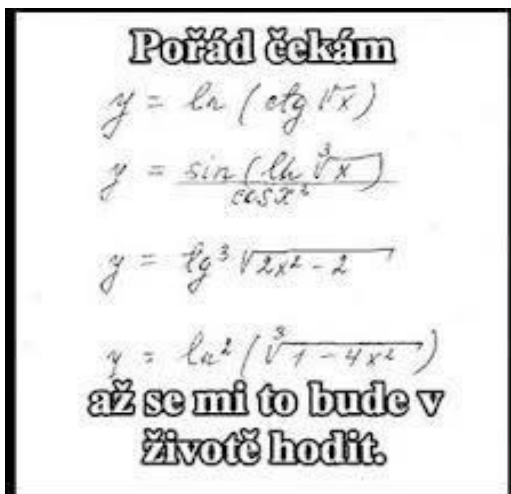 Pořád čekám
y = ln (ctg √x)
y = sin (ln ∛x) / cos x²
y = lg³ √2x² - 2
y = ln² (∛1 - 4x²)
až se mi to bude v
životě hodit.